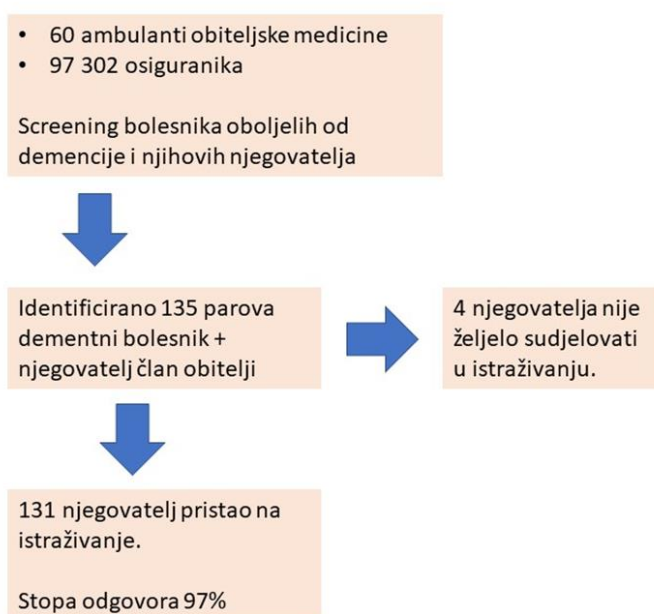 • 60 ambulanti obiteljske medicine
• 97 302 osiguranika
Screening bolesnika oboljelih od
demencije i njihovih njegovatelja
Identificirano 135 parova
dementni bolesnik +
njegovatelj član obitelji
4 njegovatelja nije
željelo sudjelovati
u istraživanju.
131 njegovatelj pristao na
istraživanje.
Stopa odgovora 97%